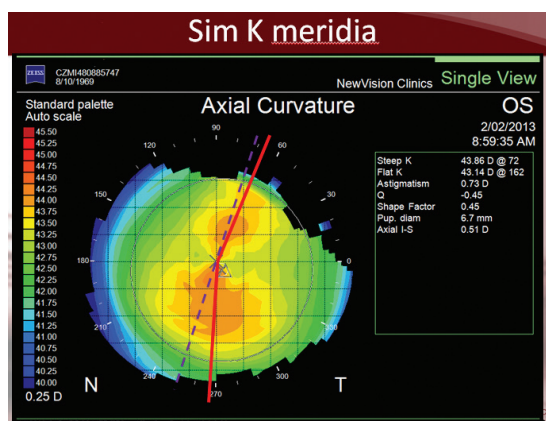 Sim K meridia
ZEISS
CZMI480885747
8/10/1969
NewVision Clinics
Single View
Standard palette
Auto scale
Axial Curvature
OS
2/02/2013
8:59:35 AM
45.50
45.25
45.00
44.75
44.50
44.25
44.00
43.75
43.50
43.25
43.00
42.75
42.50
42.25
42.00
41.75
41.50
41.25
41.00
40.75
40.50
40.25
40.00
0.25 D
90
120
60
150
30
180
0
210
330
240
300
270
N
T
Steep K 43.86 D @ 72
Flat K 43.14 D @ 162
Astigmatism 0.73 D
Q -0.45
Shape Factor 0.45
Pup. diam 6.7 mm
Axial I-S 0.51 D